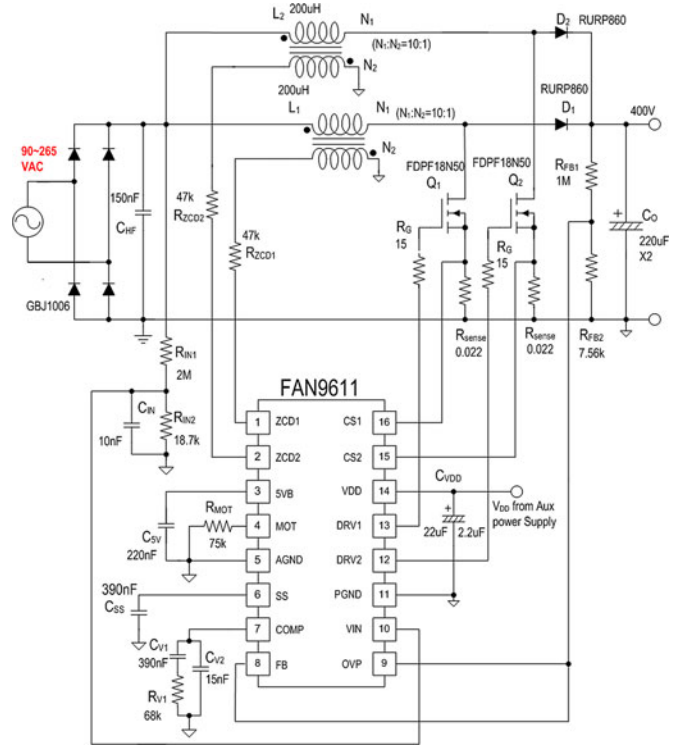 L2 200uH N1 D2 RURP860
(N1:N2=10:1)
N2
200uH
L1 N1 (N1:N2=10:1)
N2
RURP860
D1
400V
90~265
VAC
150nF
CHF
GBJ1006
47k
RZCD2
47k
RZCD1
FDPF18N50
Q1
FDPF18N50
Q2
RG
15
RG
15
RFB1
1M
+
CO
220uF
X2
Rsense
0.022
Rsense
0.022
RFB2
7.56k
RIN1
2M
CIN
10nF
RIN2
18.7k
FAN9611
1 ZCD1 CS1 16
2 ZCD2 CS2 15
3 5VB VDD 14
4 MOT DRV1 13
5 AGND DRV2 12
6 SS PGND 11
7 COMP VIN 10
8 FB OVP 9
RMOT
75k
C5V
220nF
390nF
CSS
CV1
390nF
CV2
15nF
RV1
68k
CVDD
+
22uF 2.2uF
VDD from Aux
power Supply